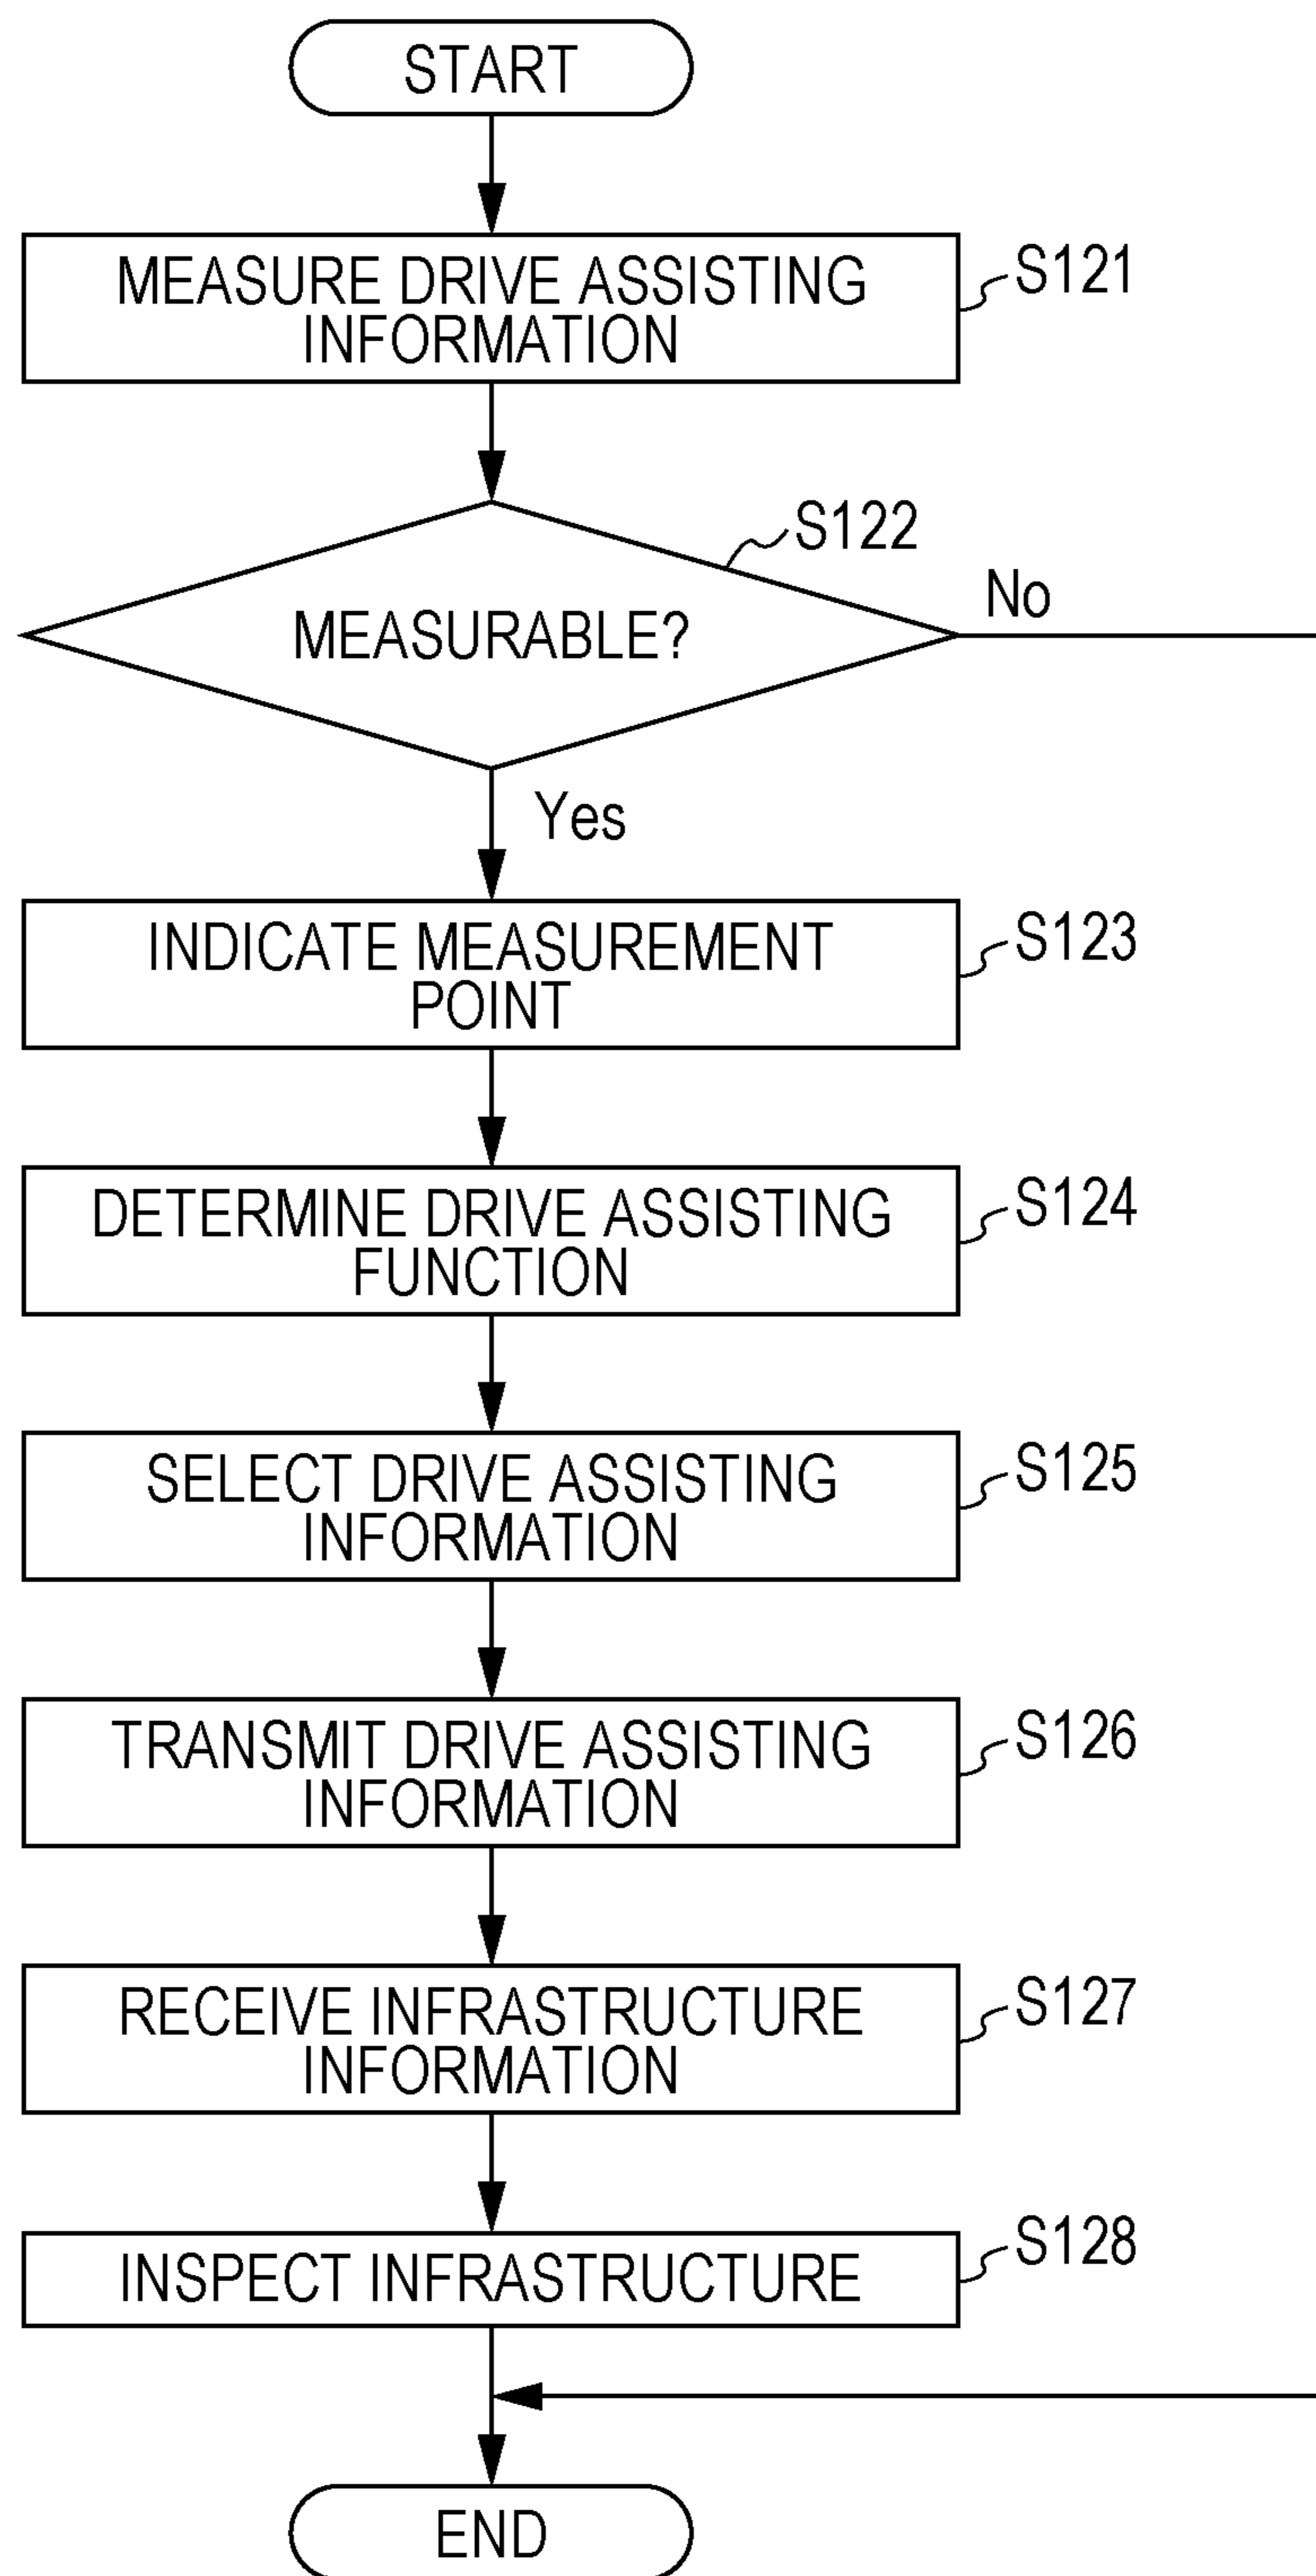 START
MEASURE DRIVE ASSISTING
INFORMATION
S121
S122
MEASURABLE?
No
Yes
INDICATE MEASUREMENT
POINT
S123
DETERMINE DRIVE ASSISTING
FUNCTION
S124
SELECT DRIVE ASSISTING
INFORMATION
S125
TRANSMIT DRIVE ASSISTING
INFORMATION
S126
RECEIVE INFRASTRUCTURE
INFORMATION
S127
INSPECT INFRASTRUCTURE
S128
END